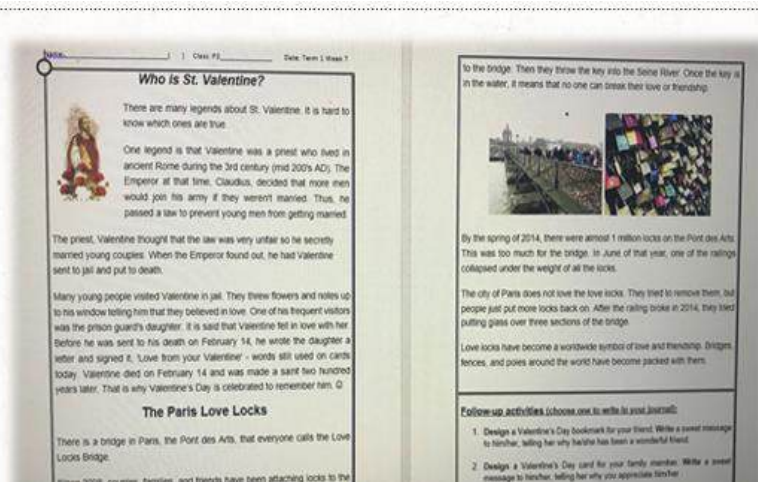 Name: ( ) Class: P2 Date: Term 1 Week 7
Who is St. Valentine?
There are many legends about St. Valentine. It is hard to
know which ones are true.
One legend is that Valentine was a priest who lived in
ancient Rome during the 3rd century (mid 200's AD). The
Emperor at that time, Claudius, decided that more men
would join his army if they weren't married. Thus, he
passed a law to prevent young men from getting married.
The priest, Valentine thought that the law was very unfair so he secretly
married young couples. When the Emperor found out, he had Valentine
sent to jail and put to death.
Many young people visited Valentine in jail. They threw flowers and notes up
to his window telling him that they believed in love. One of his frequent visitors
was the prison guard's daughter. It is said that Valentine fell in love with her.
Before he was sent to his death on February 14, he wrote the daughter a
letter and signed it, 'Love from your Valentine' - words still used on cards
today. Valentine died on February 14 and was made a saint two hundred
years later. That is why Valentine's Day is celebrated to remember him. ☺
The Paris Love Locks
There is a bridge in Paris, the Pont des Arts, that everyone calls the Love
Locks Bridge.
Since 2008, couples, families, and friends have been attaching locks to the
to the bridge. Then they throw the key into the Seine River. Once the key is
in the water, it means that no one can break their love or friendship.
By the spring of 2014, there were almost 1 million locks on the Pont des Arts.
This was too much for the bridge. In June of that year, one of the railings
collapsed under the weight of all the locks.
The city of Paris does not love the love locks. They tried to remove them, but
people just put more locks back on. After the railing broke in 2014, they tried
putting glass over three sections of the bridge.
Love locks have become a worldwide symbol of love and friendship. Bridges,
fences, and poles around the world have become packed with them.
Follow-up activities (choose one to write in your journal):
1. Design a Valentine's Day bookmark for your friend. Write a sweet message
to him/her, telling her why he/she has been a wonderful friend.
2. Design a Valentine's Day card for your family member. Write a sweet
message to him/her, telling her why you appreciate him/her